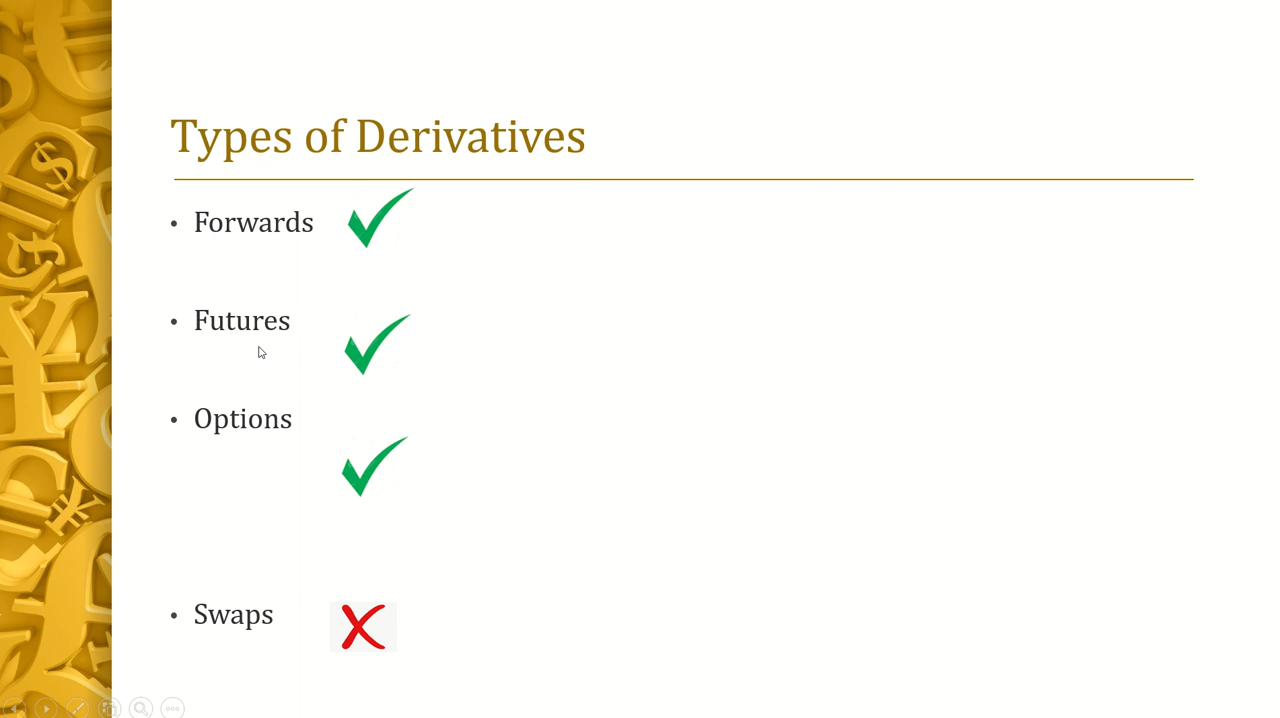 Types of Derivatives
• Forwards
• Futures
• Options
• Swaps